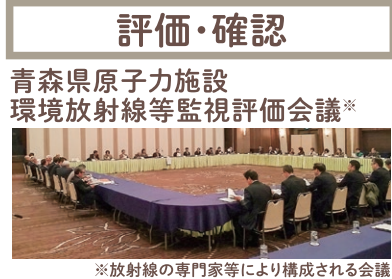 評価・確認
青森県原子力施設
環境放射線等監視評価会議※
※放射線の専門家等により構成される会議